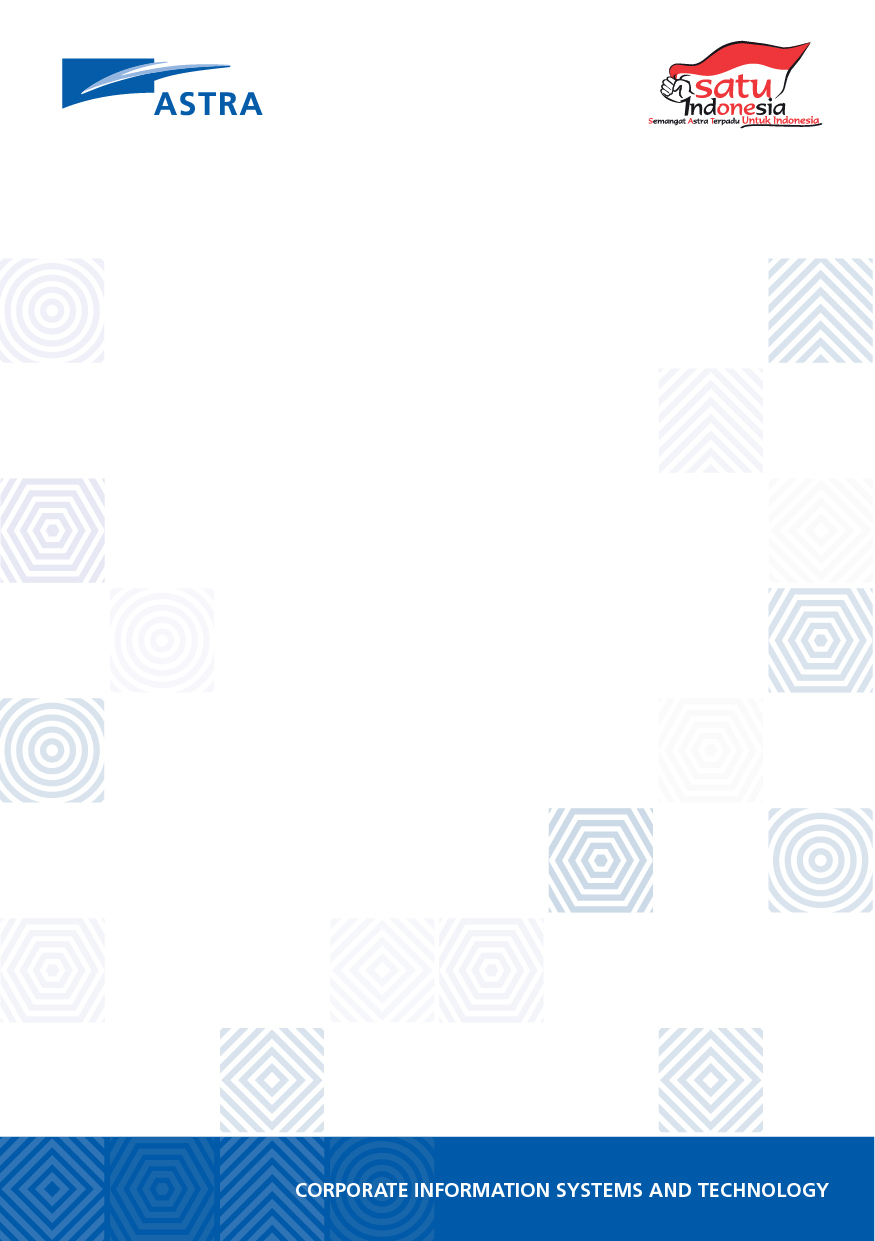 ASTRA
satu
Indonesia
Semangat Astra Terpadu Untuk Indonesia
CORPORATE INFORMATION SYSTEMS AND TECHNOLOGY